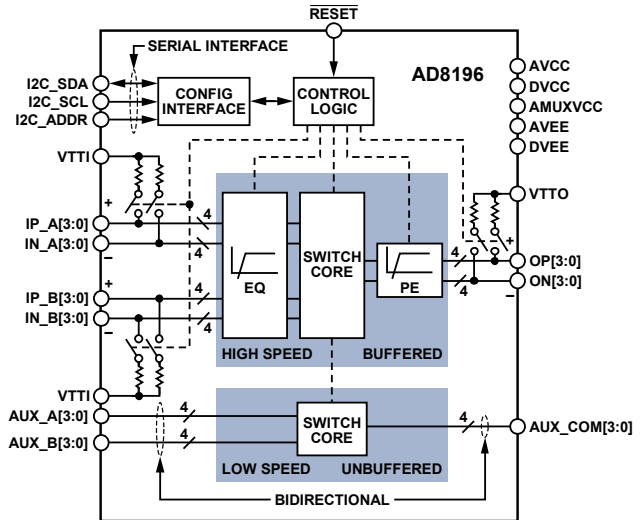 RESET
SERIAL INTERFACE
AD8196
I2C_SDA
I2C_SCL
I2C_ADDR
CONFIG
INTERFACE
CONTROL
LOGIC
AVCC
DVCC
AMUXVCC
AVEE
DVEE
VTTI
VTTO
+
IP_A[3:0]
IN_A[3:0]
–
4
4
EQ
SWITCH
CORE
PE
4
4
+
OP[3:0]
ON[3:0]
–
+
IP_B[3:0]
IN_B[3:0]
–
4
4
HIGH SPEED
BUFFERED
VTTI
AUX_A[3:0]
AUX_B[3:0]
4
4
SWITCH
CORE
4
AUX_COM[3:0]
LOW SPEED
UNBUFFERED
BIDIRECTIONAL